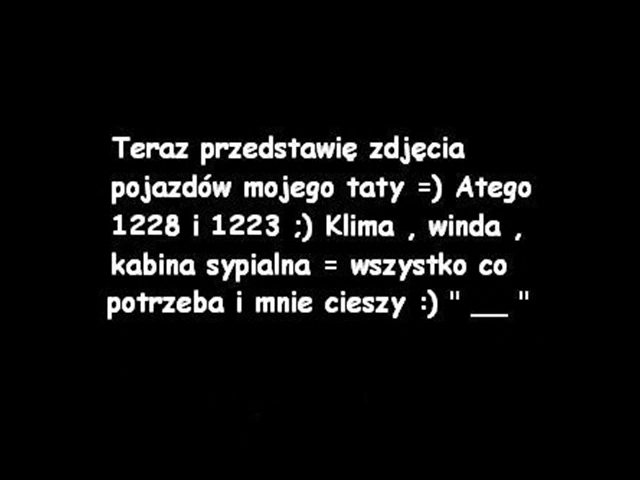 Teraz przedstawię zdjęcia
pojazdów mojego taty =) Atego
1228 i 1223 ;) Klima , winda ,
kabina sypialna = wszystko co
potrzeba i mnie cieszy :) " __ "